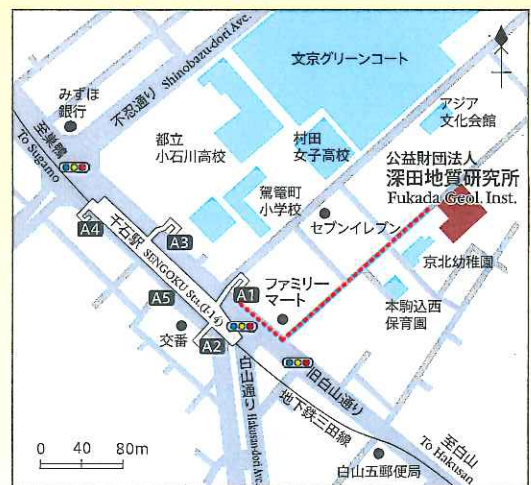 文京グリーンコート
みずほ
銀行
不忍通り Shinobazu-dori Ave.
至巣鴨
To Sugamo
都立
小石川高校
村田
女子高校
アジア
文化会館
公益財団法人
深田地質研究所
Fukada Geol. Inst.
駕籠町
小学校
セブンイレブン
京北幼稚園
本駒込西
保育園
A4
A3
千石駅 SENGOKU Sta.(I-14)
A5
A1
ファミリー
マート
交番
A2
白山通り Hakusan-dori Ave.
旧白山通り
地下鉄三田線
至白山
To Hakusan
白山五郵便局
0 40 80m